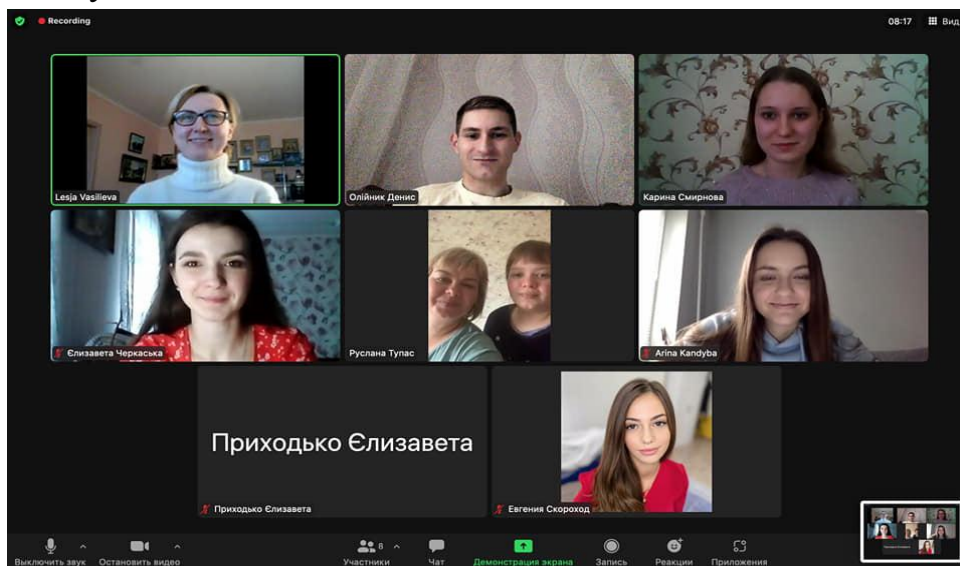 Recording
08:17
Вид
Lesja Vasilieva
Олійник Денис
Карина Смирнова
Єлизавета Черкаська
Руслана Тупас
Arina Kandyba
Приходько Єлизавета
Приходько Єлизавета
Евгения Скороход
Выключить звук
Остановить видео
8
Участники
Чат
Демонстрация экрана
Запись
Реакции
Приложения